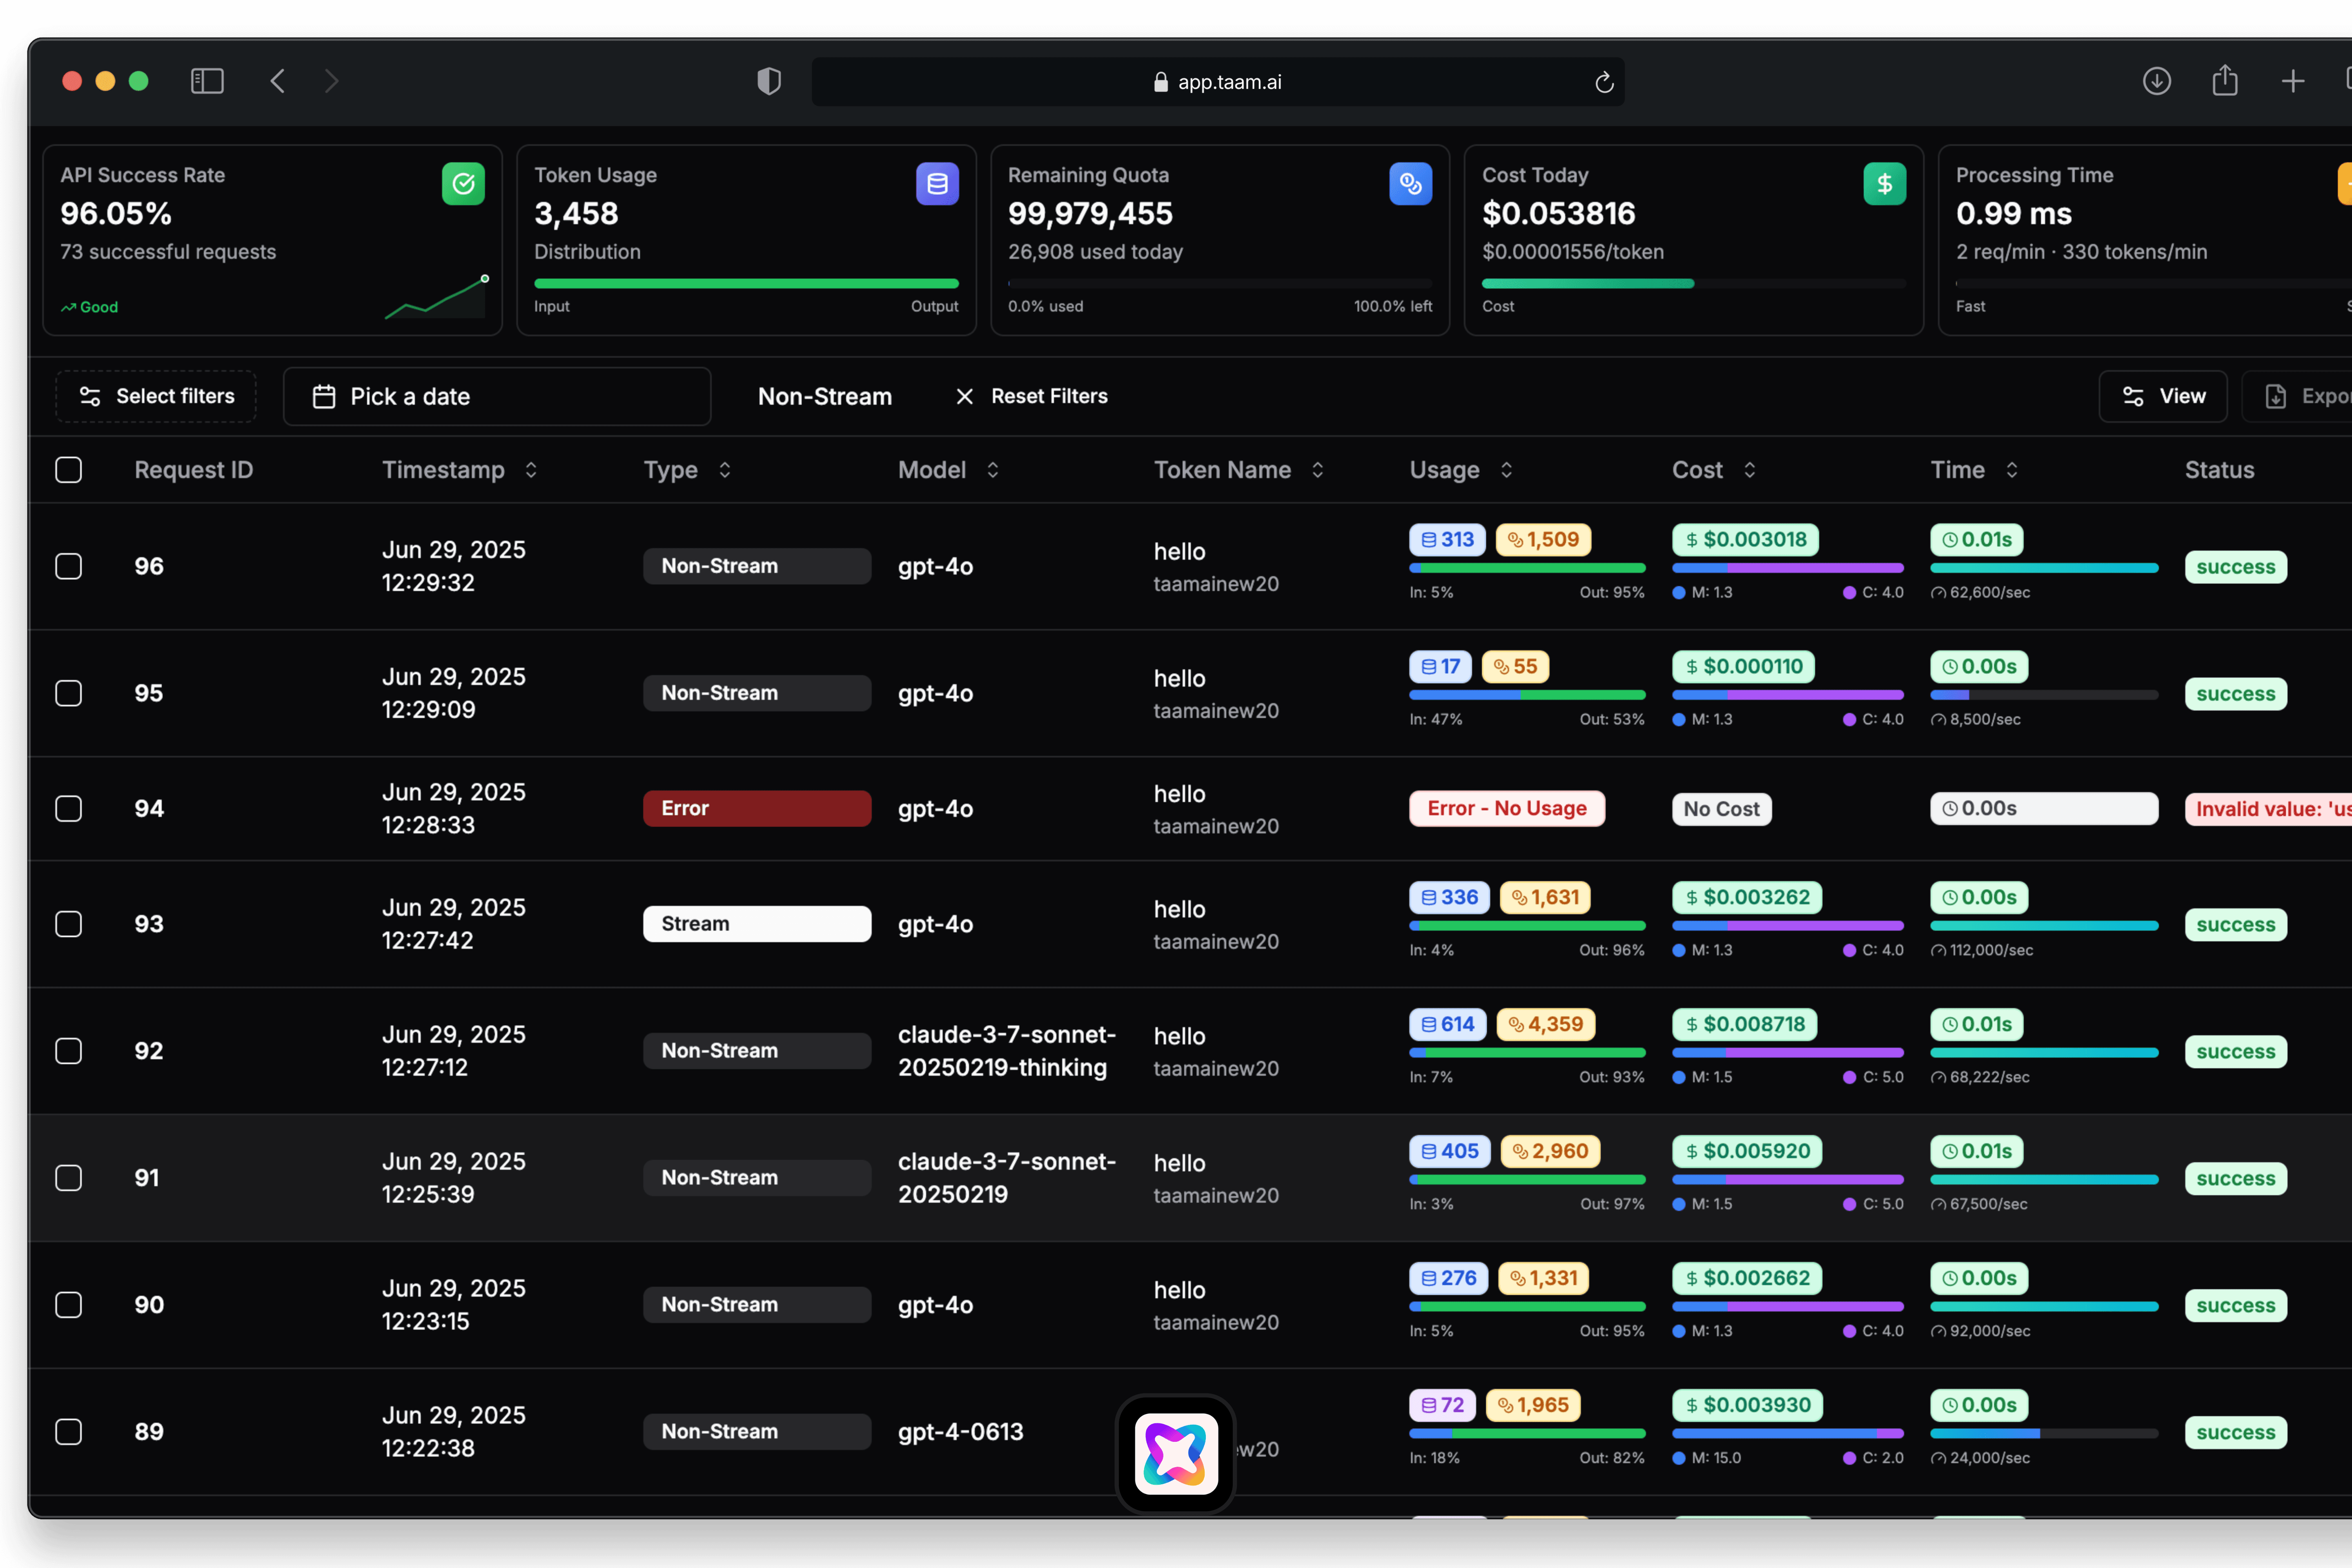 app.taam.ai
API Success Rate
96.05%
73 successful requests
Good
Token Usage
3,458
Distribution
Input Output
Remaining Quota
99,979,455
26,908 used today
0.0% used 100.0% left
Cost Today
$0.053816
$0.00001556/token
Cost
Processing Time
0.99 ms
2 req/min · 330 tokens/min
Fast
Select filters Pick a date Non-Stream Reset Filters View
Request ID Timestamp Type Model Token Name Usage Cost Time Status
96 Jun 29, 2025 12:29:32 Non-Stream gpt-4o hello taamainew20 313 1,509 $0.003018 0.01s success
In: 5% Out: 95% M: 1.3 C: 4.0 62,600/sec
95 Jun 29, 2025 12:29:09 Non-Stream gpt-4o hello taamainew20 17 55 $0.000110 0.00s success
In: 47% Out: 53% M: 1.3 C: 4.0 8,500/sec
94 Jun 29, 2025 12:28:33 Error gpt-4o hello taamainew20 Error - No Usage No Cost 0.00s Invalid value: 'us
93 Jun 29, 2025 12:27:42 Stream gpt-4o hello taamainew20 336 1,631 $0.003262 0.00s success
In: 4% Out: 96% M: 1.3 C: 4.0 112,000/sec
92 Jun 29, 2025 12:27:12 Non-Stream claude-3-7-sonnet-20250219-thinking hello taamainew20 614 4,359 $0.008718 0.01s success
In: 7% Out: 93% M: 1.5 C: 5.0 68,222/sec
91 Jun 29, 2025 12:25:39 Non-Stream claude-3-7-sonnet-20250219 hello taamainew20 405 2,960 $0.005920 0.01s success
In: 3% Out: 97% M: 1.5 C: 5.0 67,500/sec
90 Jun 29, 2025 12:23:15 Non-Stream gpt-4o hello taamainew20 276 1,331 $0.002662 0.00s success
In: 5% Out: 95% M: 1.3 C: 4.0 92,000/sec
89 Jun 29, 2025 12:22:38 Non-Stream gpt-4-0613 ew20 72 1,965 $0.003930 0.00s success
In: 18% Out: 82% M: 15.0 C: 2.0 24,000/sec